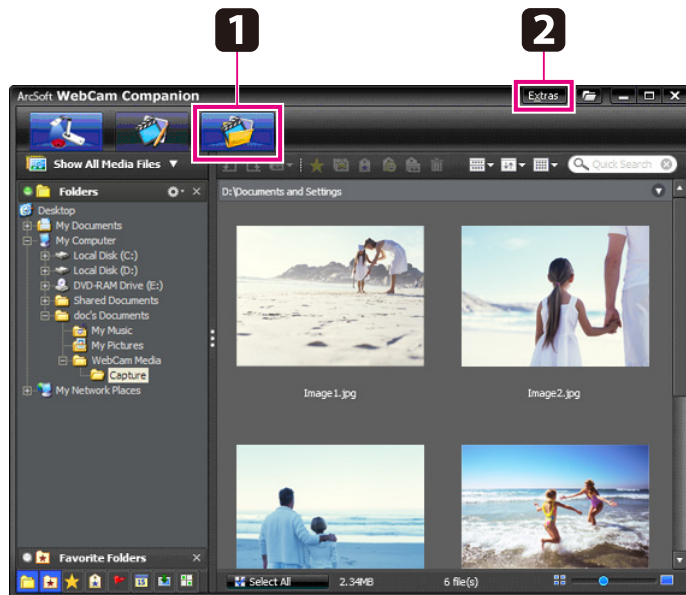 1
2
ArcSoft WebCam Companion
Extras
Show All Media Files
Quick Search
Folders
D:\Documents and Settings
Desktop
My Documents
My Computer
Local Disk (C:)
Local Disk (D:)
DVD-RAM Drive (E:)
Shared Documents
doc's Documents
My Music
My Pictures
WebCam Media
Capture
My Network Places
Image1.jpg
Image2.jpg
Favorite Folders
15
Select All
2.34MB
6 file(s)